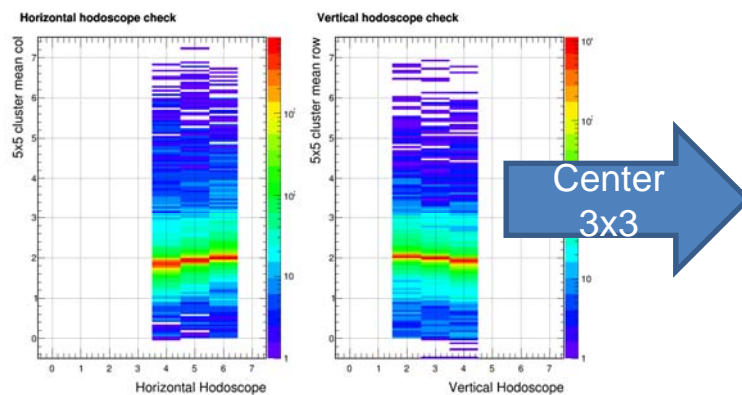 Horizontal hodoscope check
5x5 cluster mean col
7
6
5
4
3
2
1
0
0 1 2 3 4 5 6 7
Horizontal Hodoscope
10
1
Vertical hodoscope check
5x5 cluster mean row
7
6
5
4
3
2
1
0
0 1 2 3 4 5 6 7
Vertical Hodoscope
10
1
Center
3x3